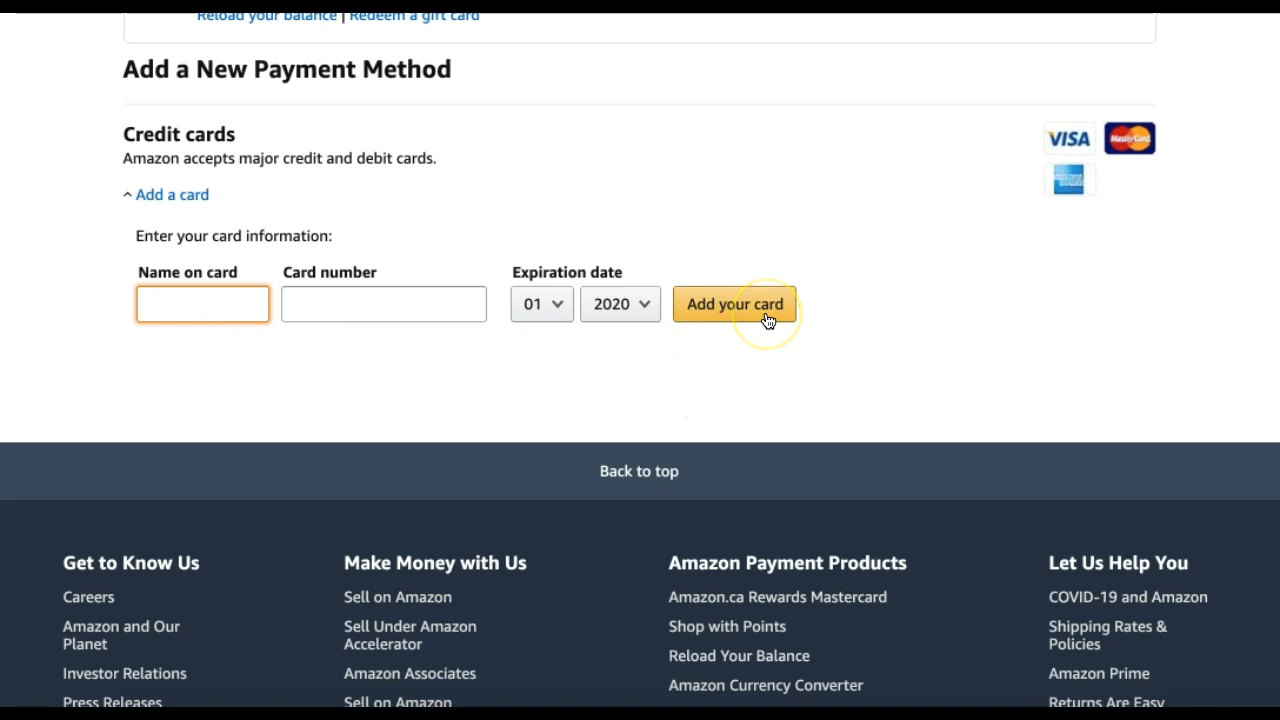 Reload your balance | Redeem a gift card
Add a New Payment Method
Credit cards
Amazon accepts major credit and debit cards.
VISA MasterCard
Add a card
Enter your card information:
Name on card Card number Expiration date
01 2020 Add your card
Back to top
Get to Know Us
Careers
Amazon and Our
Planet
Investor Relations
Press Releases
Make Money with Us
Sell on Amazon
Sell Under Amazon
Accelerator
Amazon Associates
Sell on Amazon
Amazon Payment Products
Amazon.ca Rewards Mastercard
Shop with Points
Reload Your Balance
Amazon Currency Converter
Let Us Help You
COVID-19 and Amazon
Shipping Rates &
Policies
Amazon Prime
Returns Are Easy